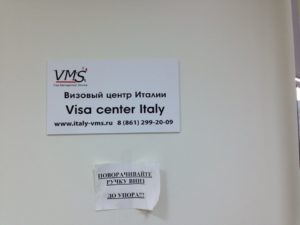 VMS
Visa Management Service
Визовый центр Италии
Visa center Italy
www.italy-vms.ru 8 (861) 299-20-09
ПОВОРАЧИВАЙТЕ
РУЧКУ ВНИЗ
ДО УПОРА!!!